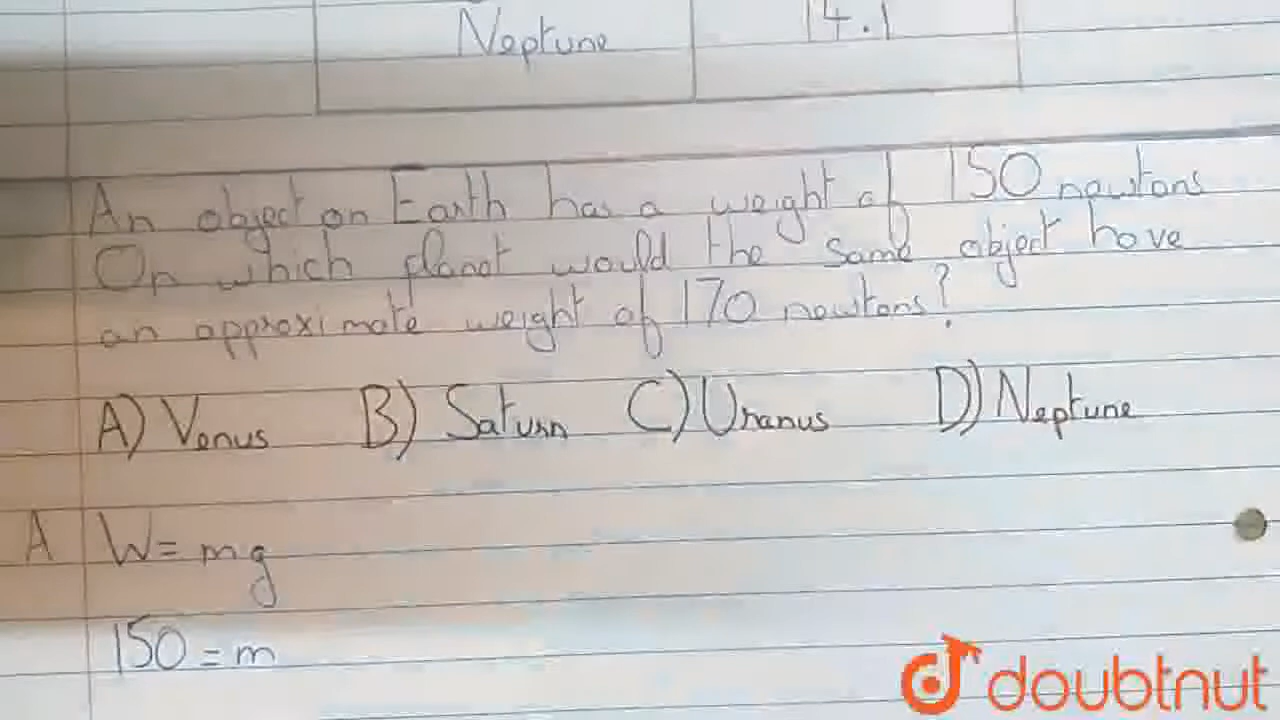 Neptune 14.1
An object on Earth has a weight of 150 newtons
On which planet would the same object have
an approximate weight of 170 newtons?
A) Venus B) Saturn C) Uranus D) Neptune
A W = mg
150 = m
doubtnut